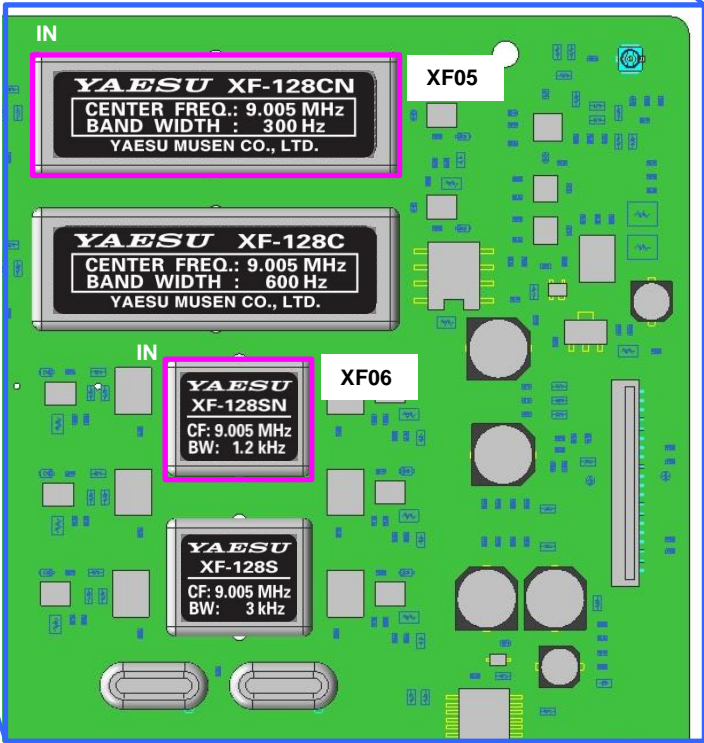 IN
YAESU XF-128CN
CENTER FREQ.: 9.005 MHz
BAND WIDTH : 300 Hz
YAESU MUSEN CO., LTD.
XF05
YAESU XF-128C
CENTER FREQ.: 9.005 MHz
BAND WIDTH : 600 Hz
YAESU MUSEN CO., LTD.
IN
YAESU
XF-128SN
CF: 9.005 MHz
BW: 1.2 kHz
XF06
YAESU
XF-128S
CF: 9.005 MHz
BW: 3 kHz